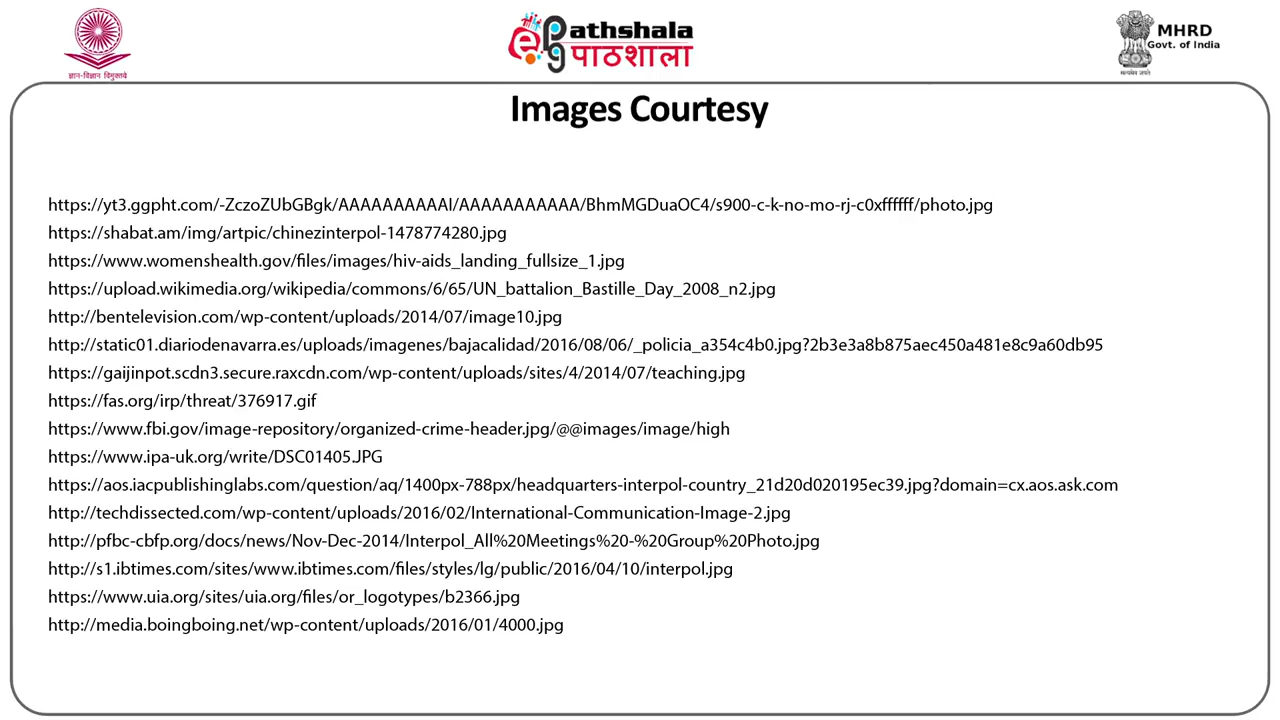 ज्ञान-विज्ञान विमुक्तये
epg Pathshala
पाठशाला
MHRD
Govt. of India
सत्यमेव जयते
Images Courtesy
https://yt3.ggpht.com/-ZczoZUbGBgk/AAAAAAAAAAI/AAAAAAAAAAA/BhmMGDuaOC4/s900-c-k-no-mo-rj-c0xffffff/photo.jpg
https://shabat.am/img/artpic/chinezinterpol-1478774280.jpg
https://www.womenshealth.gov/files/images/hiv-aids_landing_fullsize_1.jpg
https://upload.wikimedia.org/wikipedia/commons/6/65/UN_battalion_Bastille_Day_2008_n2.jpg
http://bentelevision.com/wp-content/uploads/2014/07/image10.jpg
http://static01.diariodenavarra.es/uploads/imagenes/bajacalidad/2016/08/06/_policia_a354c4b0.jpg?2b3e3a8b875aec450a481e8c9a60db95
https://gaijinpot.scdn3.secure.raxcdn.com/wp-content/uploads/sites/4/2014/07/teaching.jpg
https://fas.org/irp/threat/376917.gif
https://www.fbi.gov/image-repository/organized-crime-header.jpg/@@images/image/high
https://www.ipa-uk.org/write/DSC01405.JPG
https://aos.iacpublishinglabs.com/question/aq/1400px-788px/headquarters-interpol-country_21d20d020195ec39.jpg?domain=cx.aos.ask.com
http://techdissected.com/wp-content/uploads/2016/02/International-Communication-Image-2.jpg
http://pfbc-cbfp.org/docs/news/Nov-Dec-2014/Interpol_All%20Meetings%20-%20Group%20Photo.jpg
http://s1.ibtimes.com/sites/www.ibtimes.com/files/styles/lg/public/2016/04/10/interpol.jpg
https://www.uia.org/sites/uia.org/files/or_logotypes/b2366.jpg
http://media.boingboing.net/wp-content/uploads/2016/01/4000.jpg